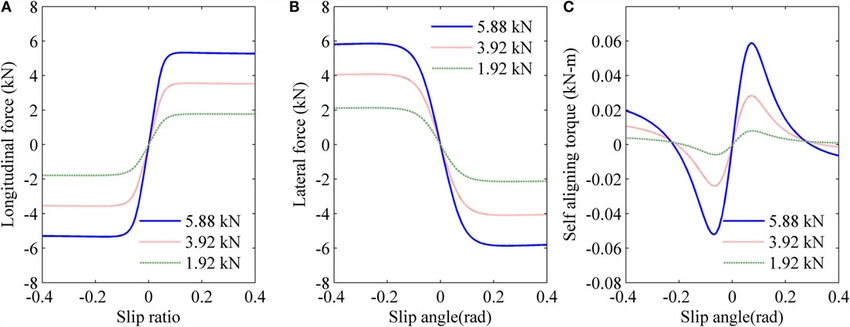 A
8
6
4
2
0
-2
-4
-6
-8
Longitudinal force (kN)
-0.4
-0.2
0
0.2
0.4
Slip ratio
5.88 kN
3.92 kN
1.92 kN
B
8
6
4
2
0
-2
-4
-6
-8
Lateral force (kN)
-0.4
-0.2
0
0.2
0.4
Slip angle(rad)
5.88 kN
3.92 kN
1.92 kN
C
0.08
0.06
0.04
0.02
0
-0.02
-0.04
-0.06
-0.08
Self aligning torque (kN-m)
-0.4
-0.2
0
0.2
0.4
Slip angle(rad)
5.88 kN
3.92 kN
1.92 kN